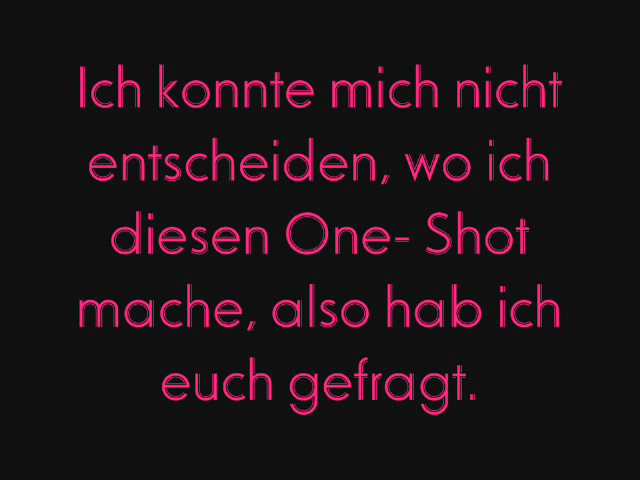 Ich konnte mich nicht
entscheiden, wo ich
diesen One- Shot
mache, also hab ich
euch gefragt.